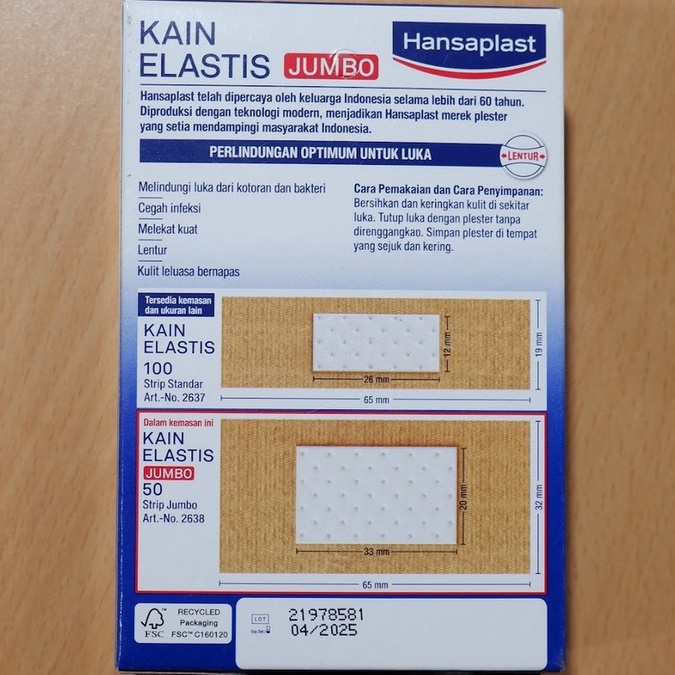 KAIN
ELASTIS JUMBO
Hansaplast
Hansaplast telah dipercaya oleh keluarga Indonesia selama lebih dari 60 tahun.
Diproduksi dengan teknologi modern, menjadikan Hansaplast merek plester
yang setia mendampingi masyarakat Indonesia.
PERLINDUNGAN OPTIMUM UNTUK LUKA
LENTUR
Melindungi luka dari kotoran dan bakteri
Cegah infeksi
Melekat kuat
Lentur
Kulit leluasa bernapas
Cara Pemakaian dan Cara Penyimpanan:
Bersihkan dan keringkan kulit di sekitar
luka. Tutup luka dengan plester tanpa
direnggangkan. Simpan plester di tempat
yang sejuk dan kering.
Tersedia kemasan
dan ukuran lain
KAIN
ELASTIS
100
Strip Standar
Art.-No. 2637
12 mm
26 mm
19 mm
65 mm
Dalam kemasan ini
KAIN
ELASTIS
JUMBO
50
Strip Jumbo
Art.-No. 2638
20 mm
33 mm
32 mm
65 mm
FSC
RECYCLED
Packaging
FSC™ C160120
LOT
Exp. Dat.:
21978581
04/2025